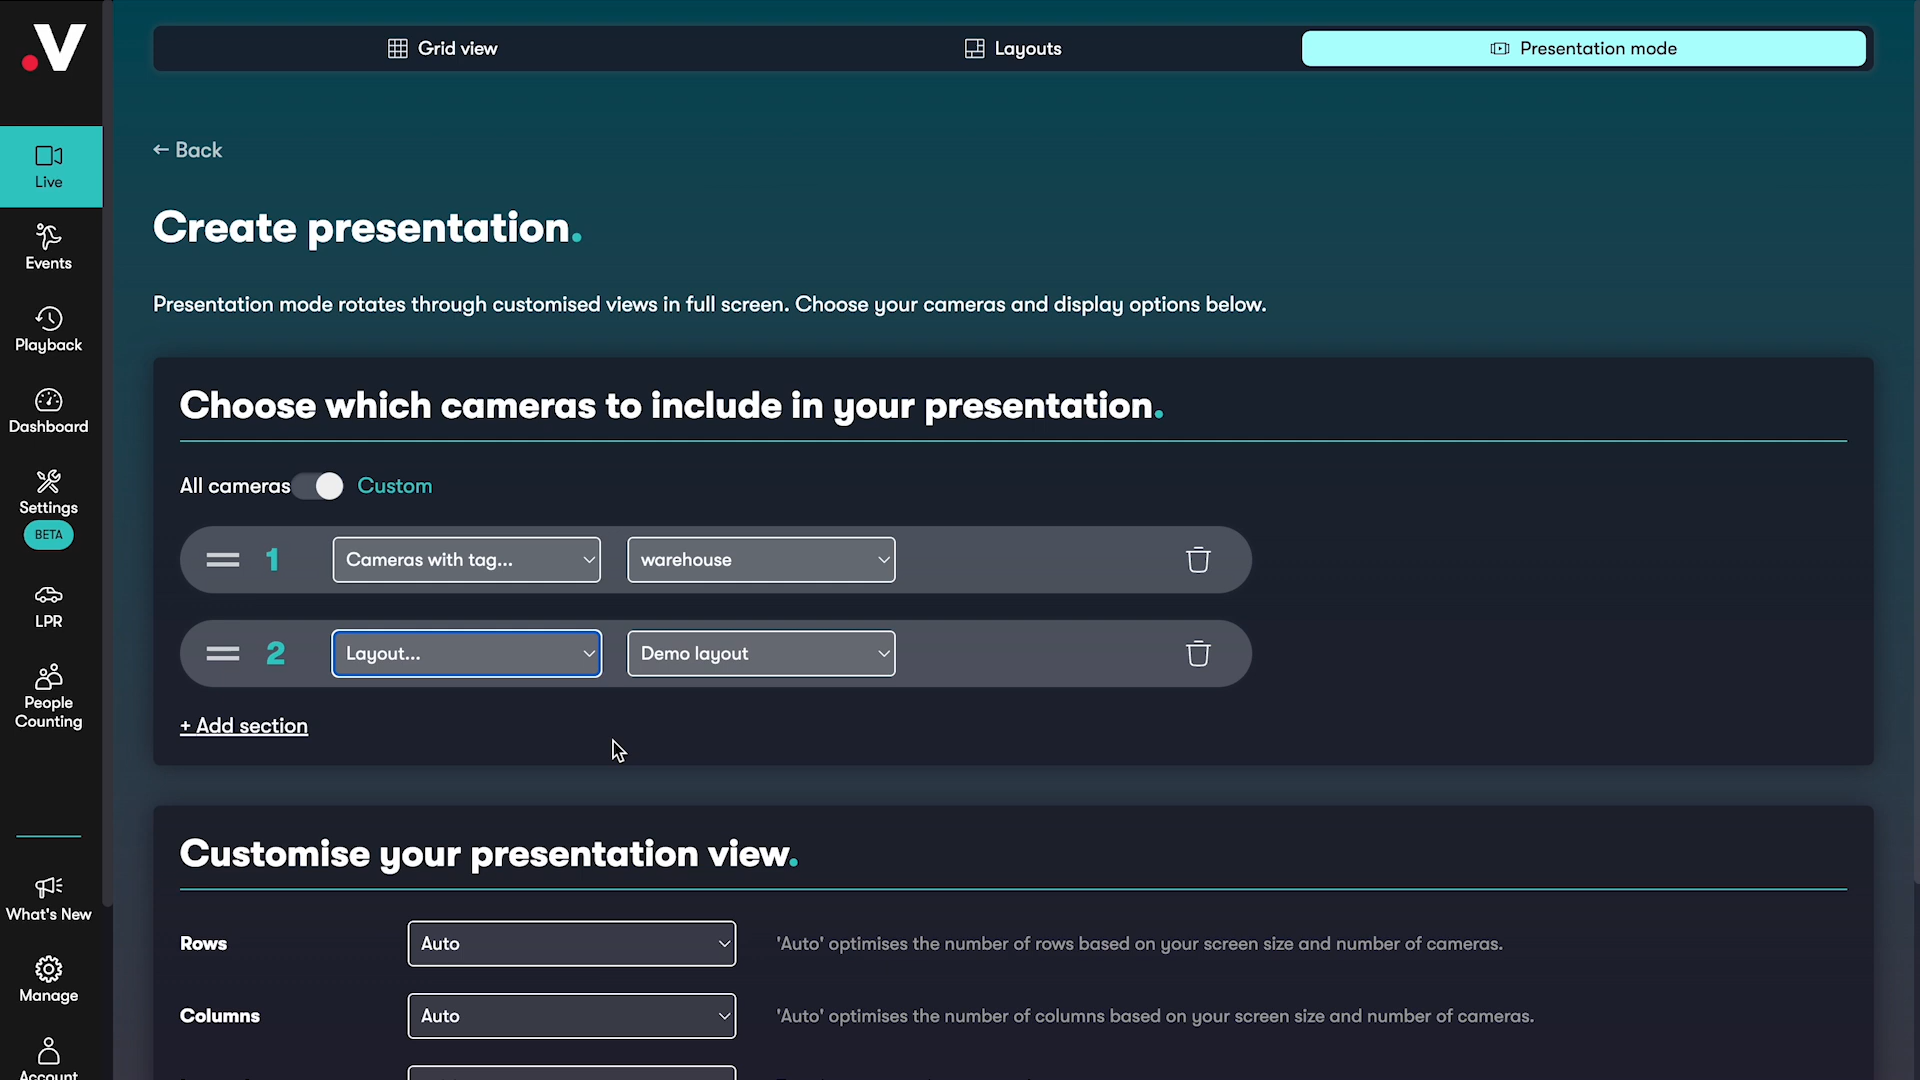 .V
Grid view
Layouts
Presentation mode
Live
Events
Playback
Dashboard
Settings
BETA
LPR
People
Counting
What's New
Manage
Account
← Back
Create presentation.
Presentation mode rotates through customised views in full screen. Choose your cameras and display options below.
Choose which cameras to include in your presentation.
All cameras Custom
1 Cameras with tag... warehouse
2 Layout... Demo layout
+ Add section
Customise your presentation view.
Rows Auto 'Auto' optimises the number of rows based on your screen size and number of cameras.
Columns Auto 'Auto' optimises the number of columns based on your screen size and number of cameras.